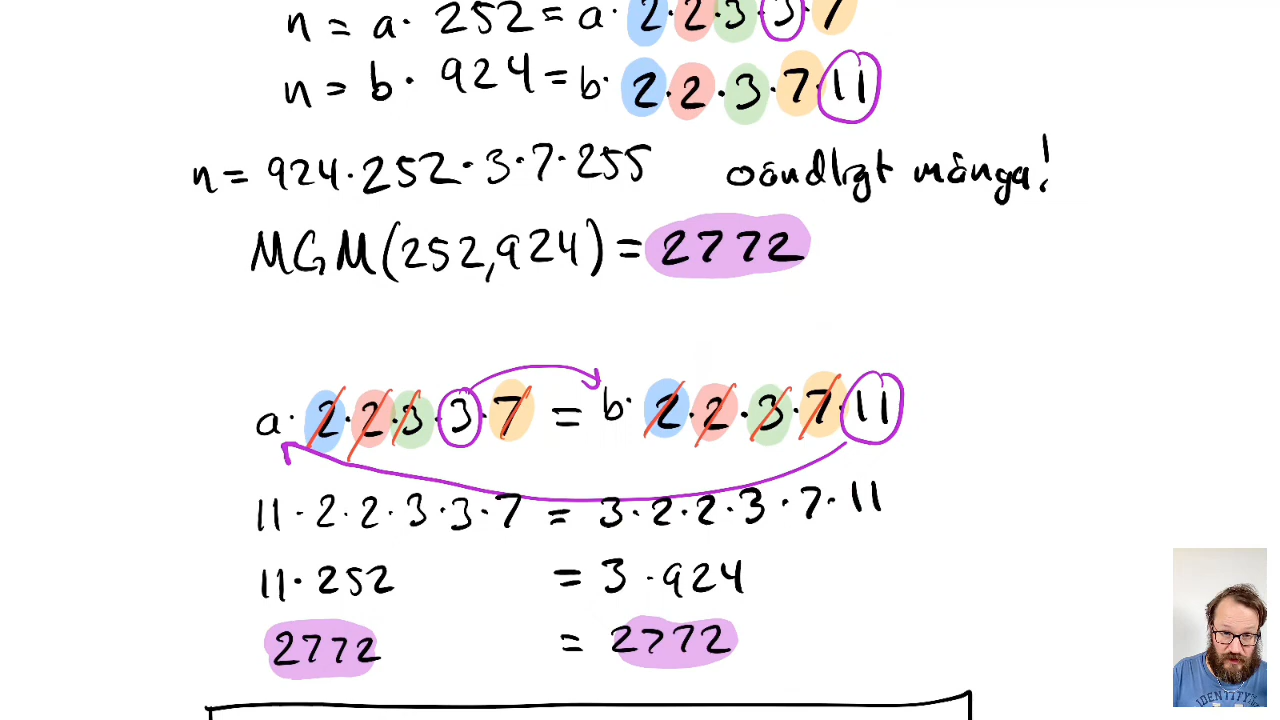 n = a · 252 = a · 2 · 2 · 3 · 3 · 7
n = b · 924 = b · 2 · 2 · 3 · 7 · 11
n = 924 · 252 · 3 · 7 · 255 oändligt många!
MGM(252,924) = 2772
a · 2 · 2 · 3 · 3 · 7 = b · 2 · 2 · 3 · 7 · 11
11 · 2 · 2 · 3 · 3 · 7 = 3 · 2 · 2 · 3 · 7 · 11
11 · 252 = 3 · 924
2772 = 2772
IDENTITY